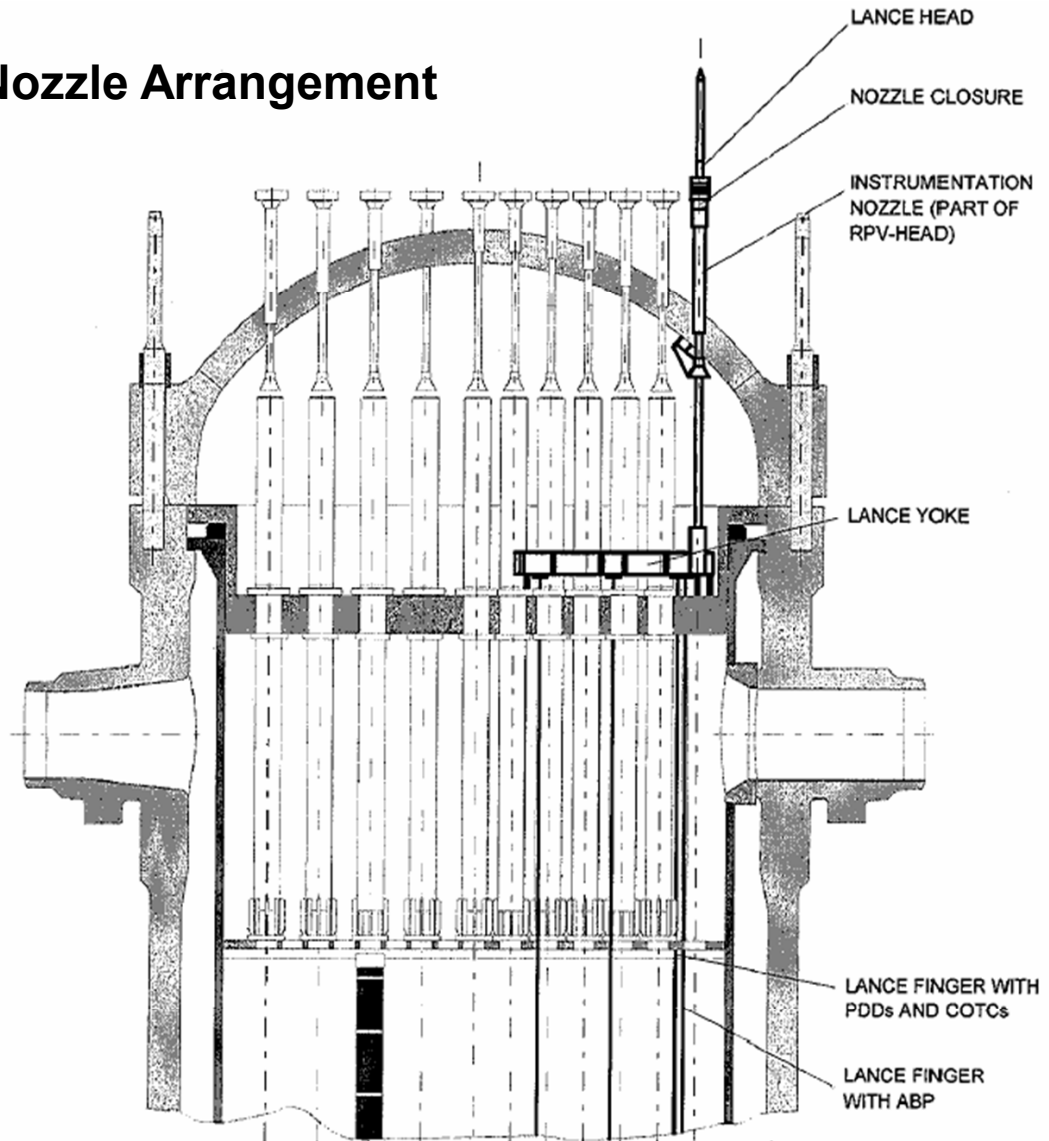 Nozzle Arrangement
LANCE HEAD
NOZZLE CLOSURE
INSTRUMENTATION
NOZZLE (PART OF
RPV-HEAD)
LANCE YOKE
LANCE FINGER WITH
PDDs AND COTCs
LANCE FINGER
WITH ABP